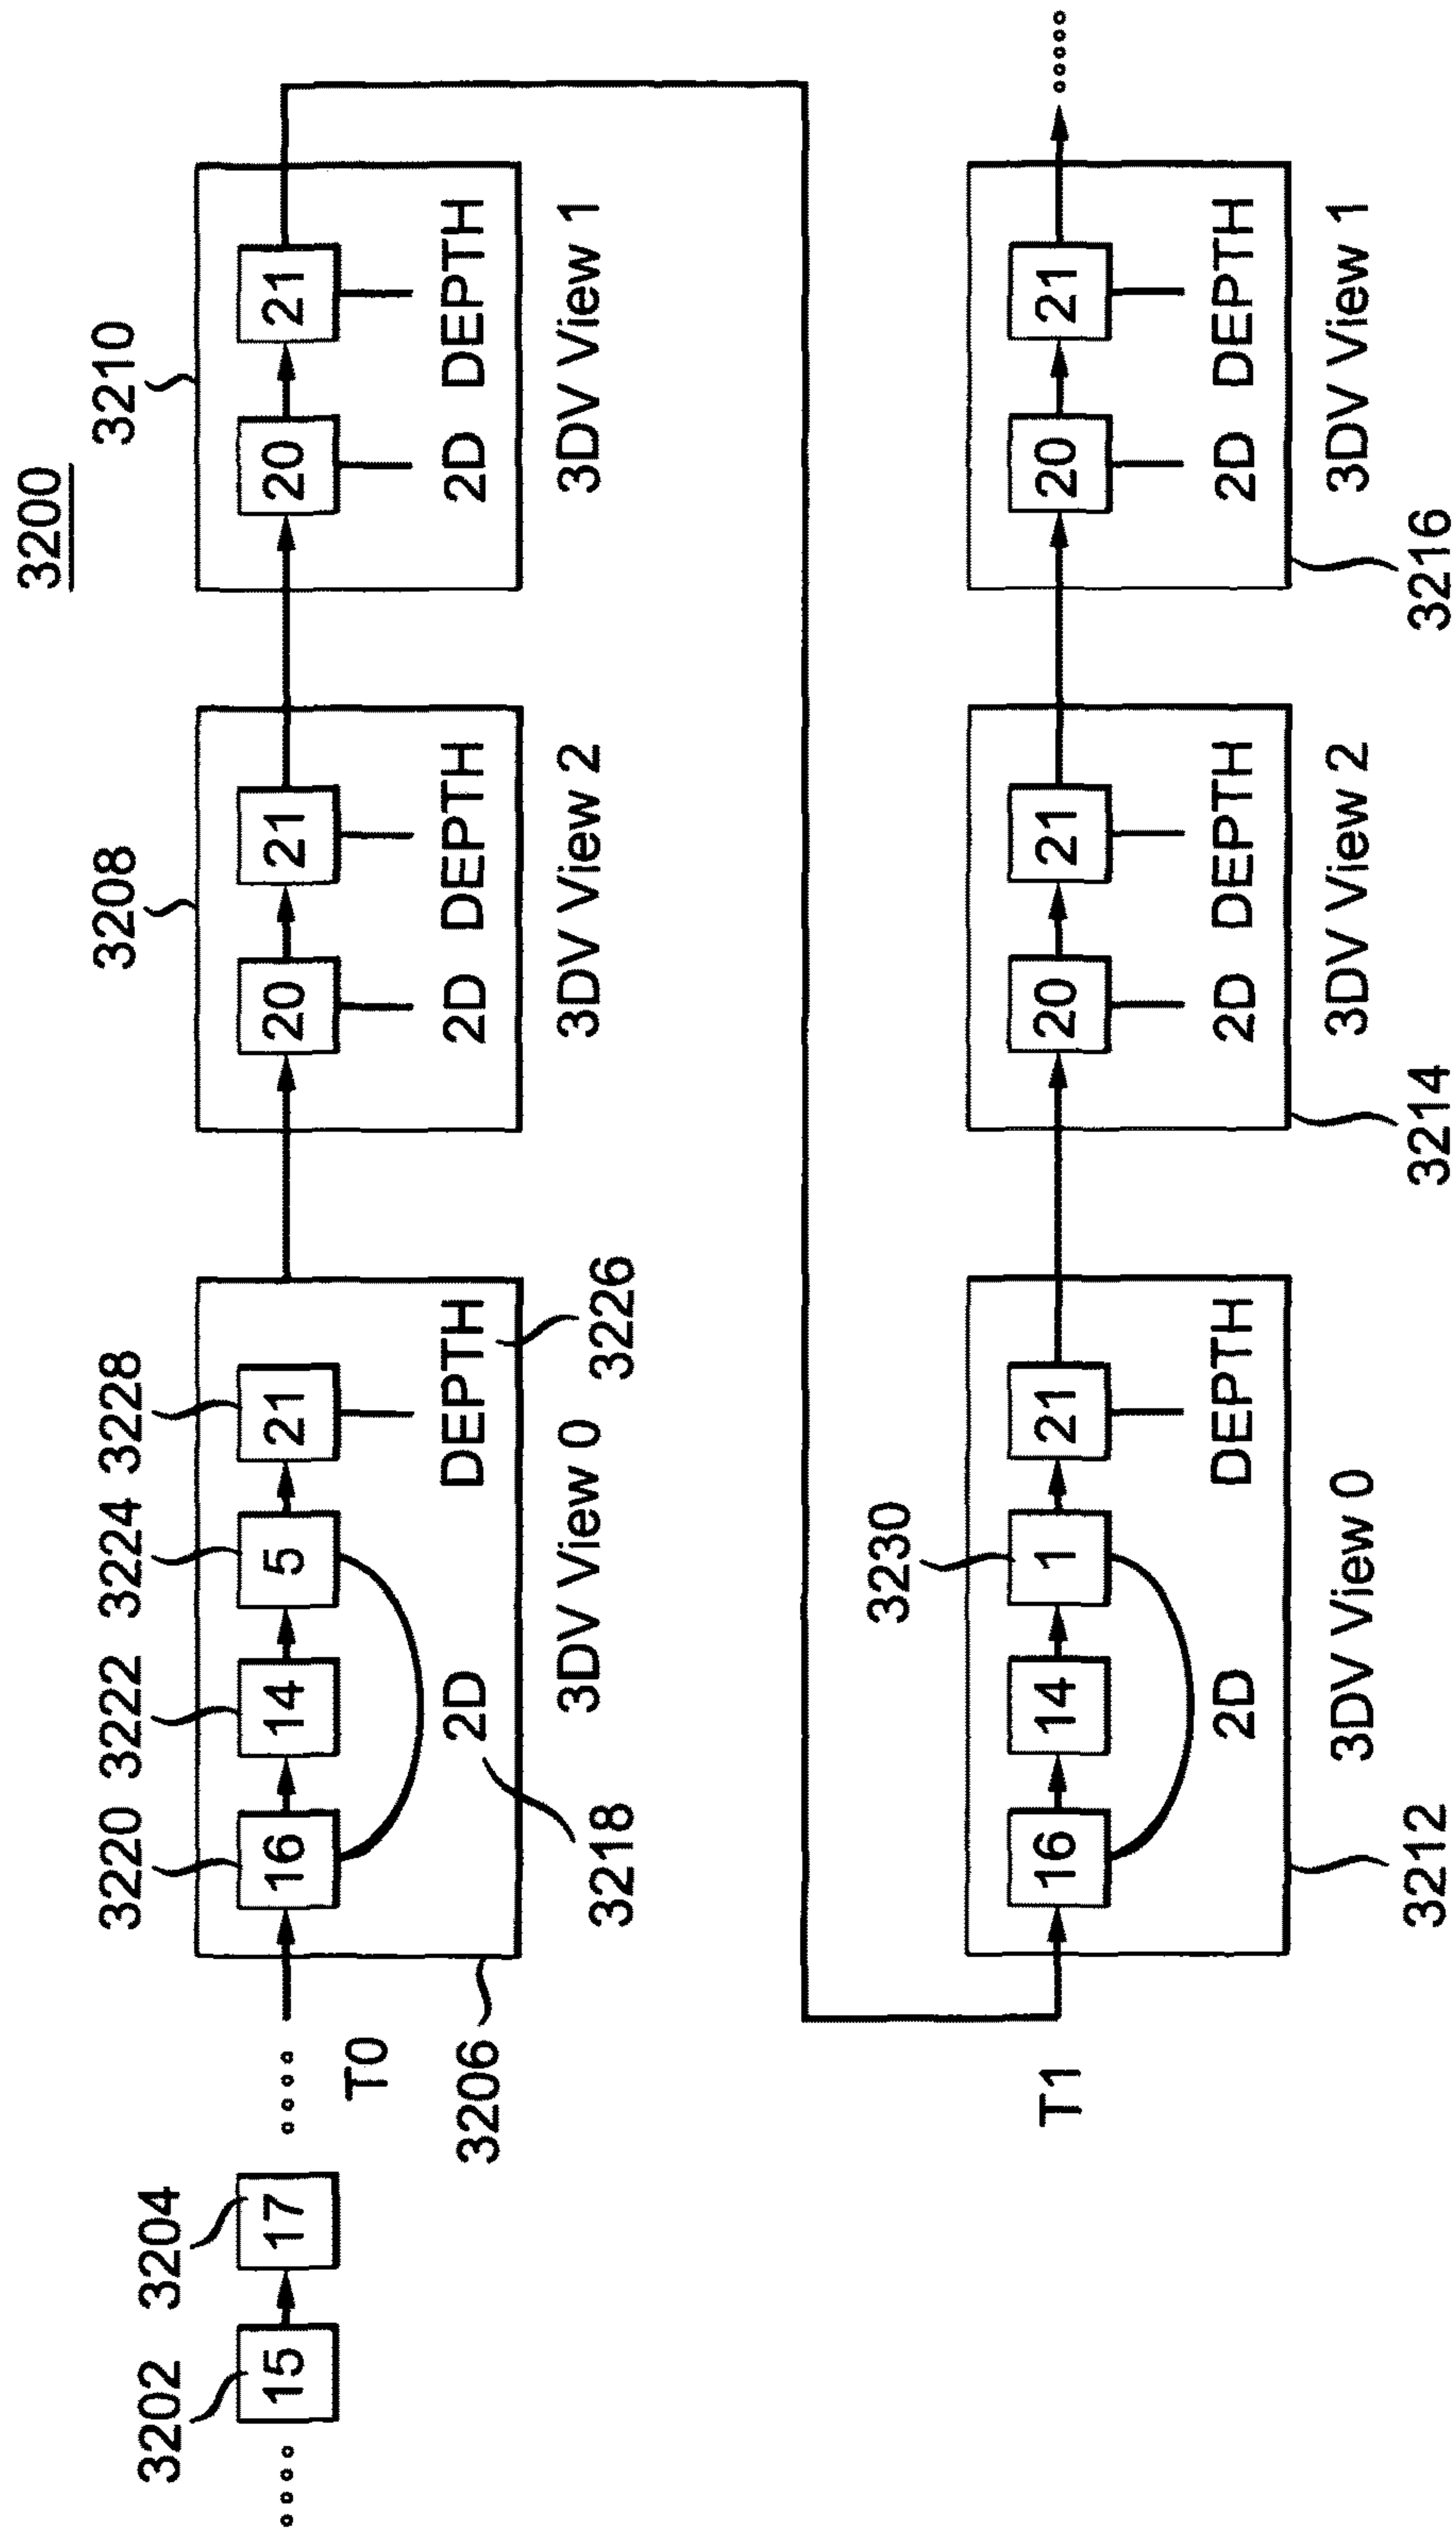 3200
3202 3204 3220 3222 3224 3228 3208 3210
15 17 16 14 5 21 20 21 20 21
T0
2D DEPTH 2D DEPTH 2D DEPTH
3206 3218 3226
3DV View 0 3DV View 2 3DV View 1
3230
16 14 1 21 20 21 20 21
T1
2D DEPTH 2D DEPTH 2D DEPTH
3DV View 0 3DV View 2 3DV View 1
3212 3214 3216